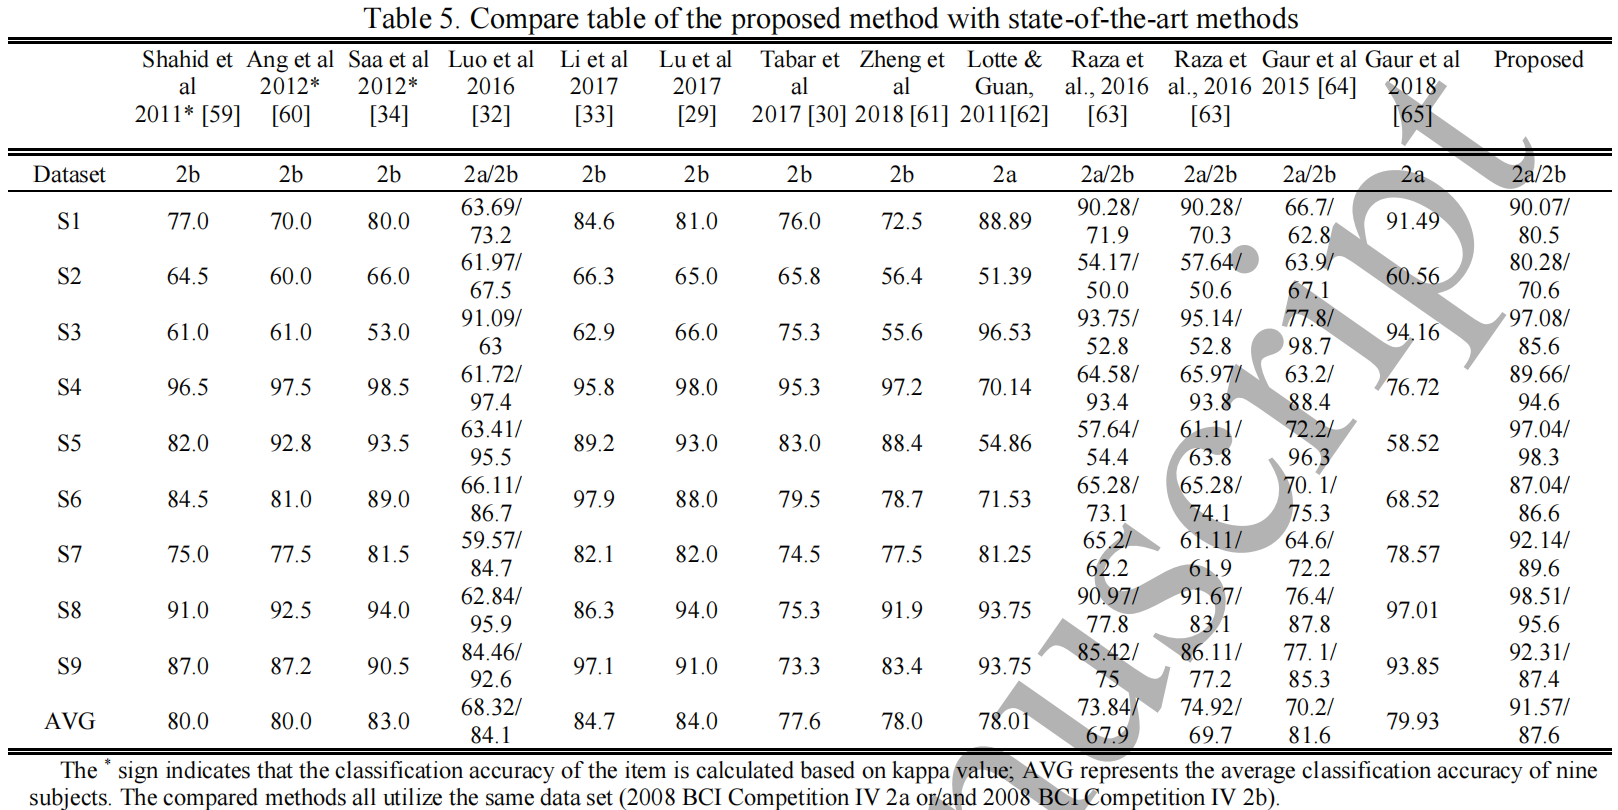 Table 5. Compare table of the proposed method with state-of-the-art methods
Shahid et Ang et al Saa et al Luo et al Li et al Lu et al Tabar et Zheng et Lotte & Raza et Raza et Gaur et al Gaur et al Proposed
al 2012* 2012* 2016 2017 2017 al al Guan, al., 2016 al., 2016 2015 [64] 2018
2011* [59] [60] [34] [32] [33] [29] 2017 [30] 2018 [61] 2011[62] [63] [63] [65]
Dataset 2b 2b 2b 2a/2b 2b 2b 2b 2b 2a 2a/2b 2a/2b 2a/2b 2a 2a/2b
S1 77.0 70.0 80.0 63.69/ 73.2 84.6 81.0 76.0 72.5 88.89 90.28/ 71.9 90.28/ 70.3 66.7/ 62.8 91.49 90.07/ 80.5
S2 64.5 60.0 66.0 61.97/ 67.5 66.3 65.0 65.8 56.4 51.39 54.17/ 50.0 57.64/ 50.6 63.9/ 67.1 60.56 80.28/ 70.6
S3 61.0 61.0 53.0 91.09/ 63 62.9 66.0 75.3 55.6 96.53 93.75/ 52.8 95.14/ 52.8 77.8/ 98.7 94.16 97.08/ 85.6
S4 96.5 97.5 98.5 61.72/ 97.4 95.8 98.0 95.3 97.2 70.14 64.58/ 93.4 65.97/ 93.8 63.2/ 88.4 76.72 89.66/ 94.6
S5 82.0 92.8 93.5 63.41/ 95.5 89.2 93.0 83.0 88.4 54.86 57.64/ 54.4 61.11/ 63.8 72.2/ 96.3 58.52 97.04/ 98.3
S6 84.5 81.0 89.0 66.11/ 86.7 97.9 88.0 79.5 78.7 71.53 65.28/ 73.1 65.28/ 74.1 70. 1/ 75.3 68.52 87.04/ 86.6
S7 75.0 77.5 81.5 59.57/ 84.7 82.1 82.0 74.5 77.5 81.25 65.2/ 62.2 61.11/ 61.9 64.6/ 72.2 78.57 92.14/ 89.6
S8 91.0 92.5 94.0 62.84/ 95.9 86.3 94.0 75.3 91.9 93.75 90.97/ 77.8 91.67/ 83.1 76.4/ 87.8 97.01 98.51/ 95.6
S9 87.0 87.2 90.5 84.46/ 92.6 97.1 91.0 73.3 83.4 93.75 85.42/ 75 86.11/ 77.2 77. 1/ 85.3 93.85 92.31/ 87.4
AVG 80.0 80.0 83.0 68.32/ 84.1 84.7 84.0 77.6 78.0 78.01 73.84/ 67.9 74.92/ 69.7 70.2/ 81.6 79.93 91.57/ 87.6
The * sign indicates that the classification accuracy of the item is calculated based on kappa value; AVG represents the average classification accuracy of nine
subjects. The compared methods all utilize the same data set (2008 BCI Competition IV 2a or/and 2008 BCI Competition IV 2b).
nuscript